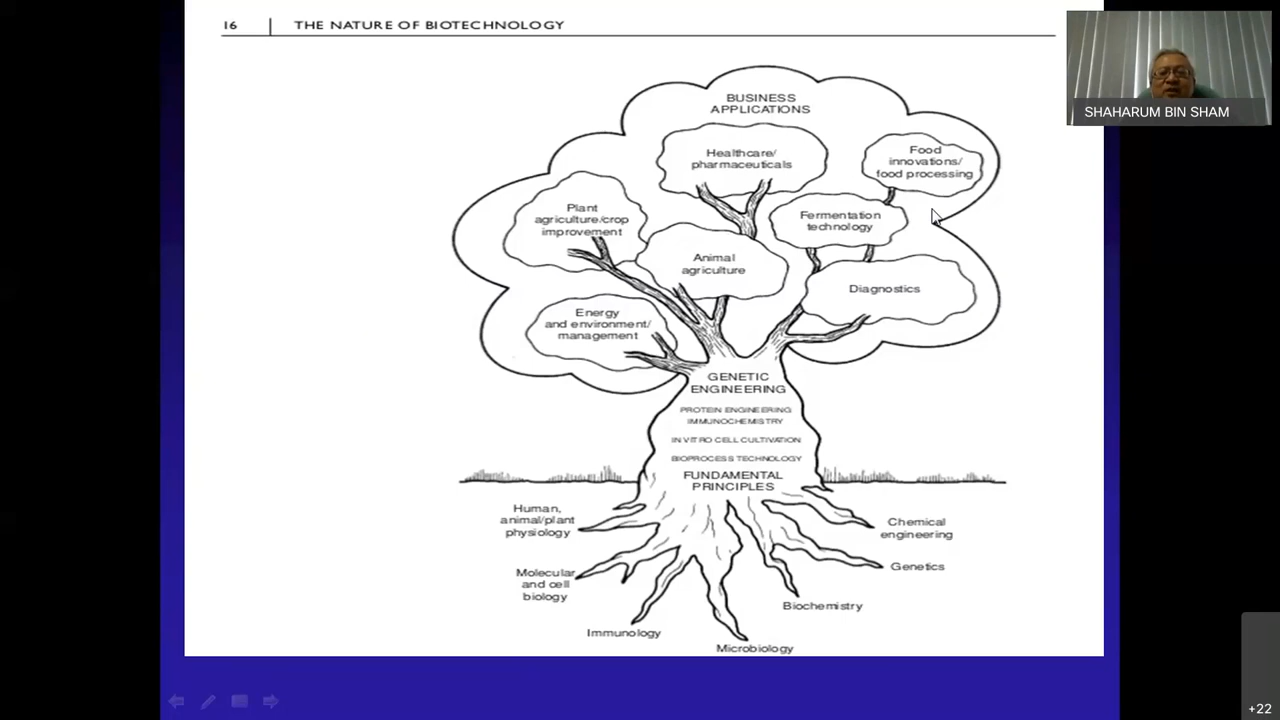 16 THE NATURE OF BIOTECHNOLOGY
SHAHARUM BIN SHAM
BUSINESS
APPLICATIONS
Healthcare/
pharmaceuticals
Food
innovations/
food processing
Plant
agriculture/crop
improvement
Fermentation
technology
Animal
agriculture
Diagnostics
Energy
and environment/
management
GENETIC
ENGINEERING
PROTEIN ENGINEERING
IMMUNOCHEMISTRY
IN VITRO CELL CULTIVATION
BIOPROCESS TECHNOLOGY
FUNDAMENTAL
PRINCIPLES
Human,
animal/plant
physiology
Chemical
engineering
Genetics
Molecular
and cell
biology
Biochemistry
Immunology
Microbiology
+22